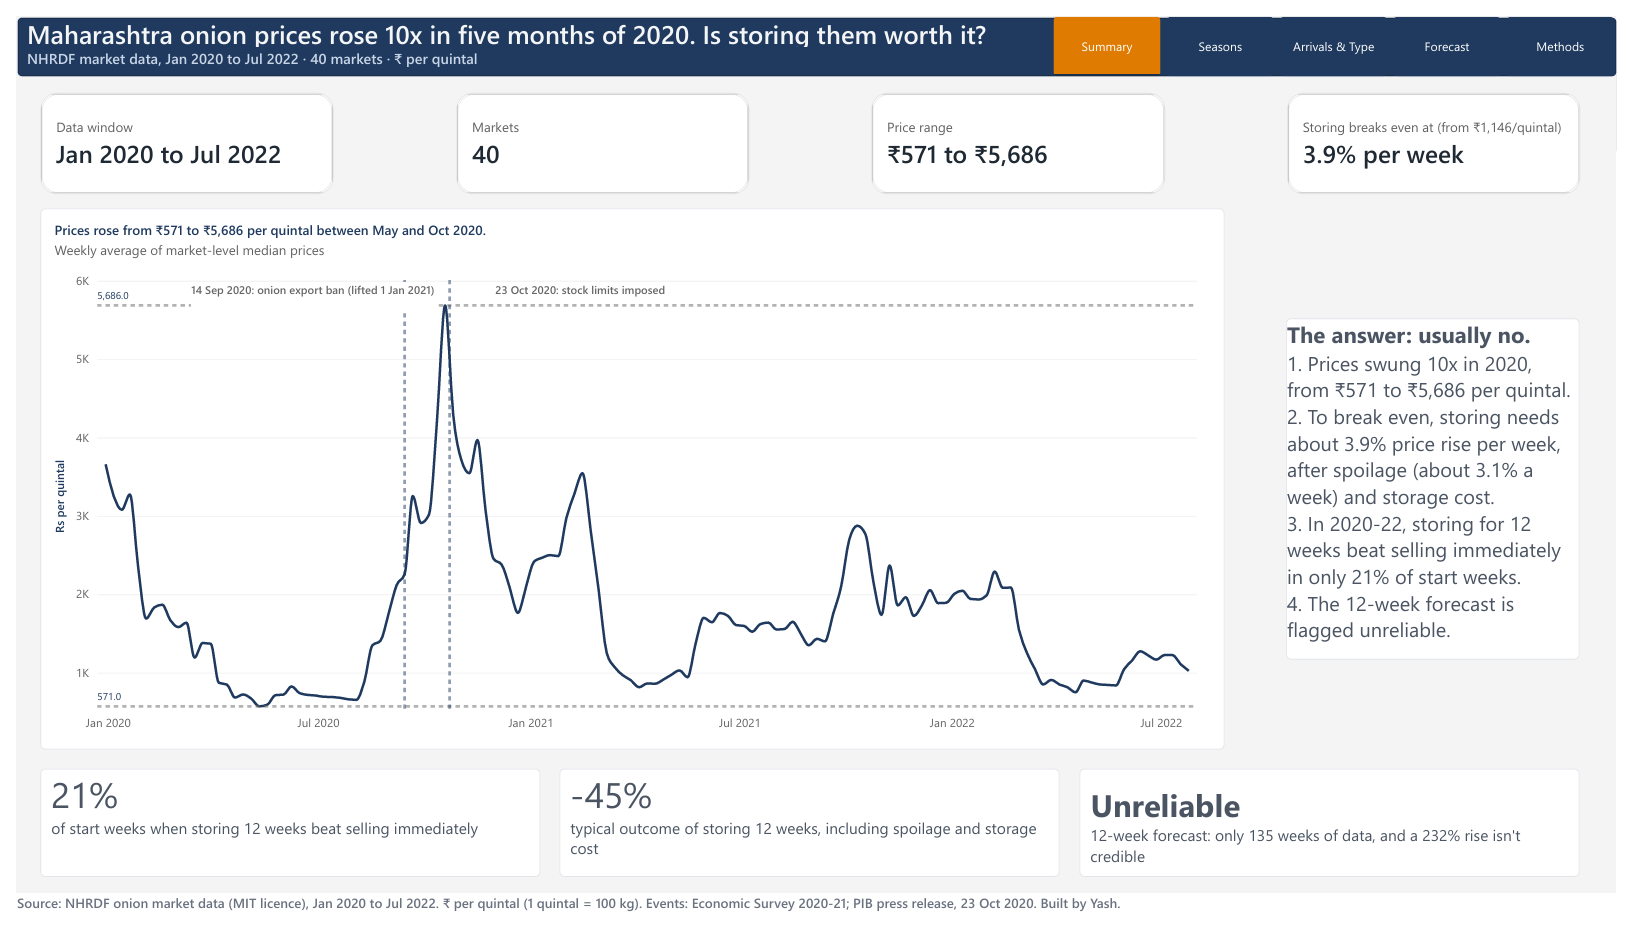 Maharashtra onion prices rose 10x in five months of 2020. Is storing them worth it?
NHRDF market data, Jan 2020 to Jul 2022 · 40 markets · ₹ per quintal
Summary
Seasons
Arrivals & Type
Forecast
Methods
Data window
Jan 2020 to Jul 2022
Markets
40
Price range
₹571 to ₹5,686
Storing breaks even at (from ₹1,146/quintal)
3.9% per week
Prices rose from ₹571 to ₹5,686 per quintal between May and Oct 2020.
Weekly average of market-level median prices
6K
5,686.0
14 Sep 2020: onion export ban (lifted 1 Jan 2021)
23 Oct 2020: stock limits imposed
5K
4K
3K
2K
1K
571.0
Rs per quintal
Jan 2020
Jul 2020
Jan 2021
Jul 2021
Jan 2022
Jul 2022
The answer: usually no.
1. Prices swung 10x in 2020,
from ₹571 to ₹5,686 per quintal.
2. To break even, storing needs
about 3.9% price rise per week,
after spoilage (about 3.1% a
week) and storage cost.
3. In 2020-22, storing for 12
weeks beat selling immediately
in only 21% of start weeks.
4. The 12-week forecast is
flagged unreliable.
21%
of start weeks when storing 12 weeks beat selling immediately
-45%
typical outcome of storing 12 weeks, including spoilage and storage
cost
Unreliable
12-week forecast: only 135 weeks of data, and a 232% rise isn't
credible
Source: NHRDF onion market data (MIT licence), Jan 2020 to Jul 2022. ₹ per quintal (1 quintal = 100 kg). Events: Economic Survey 2020-21; PIB press release, 23 Oct 2020. Built by Yash.